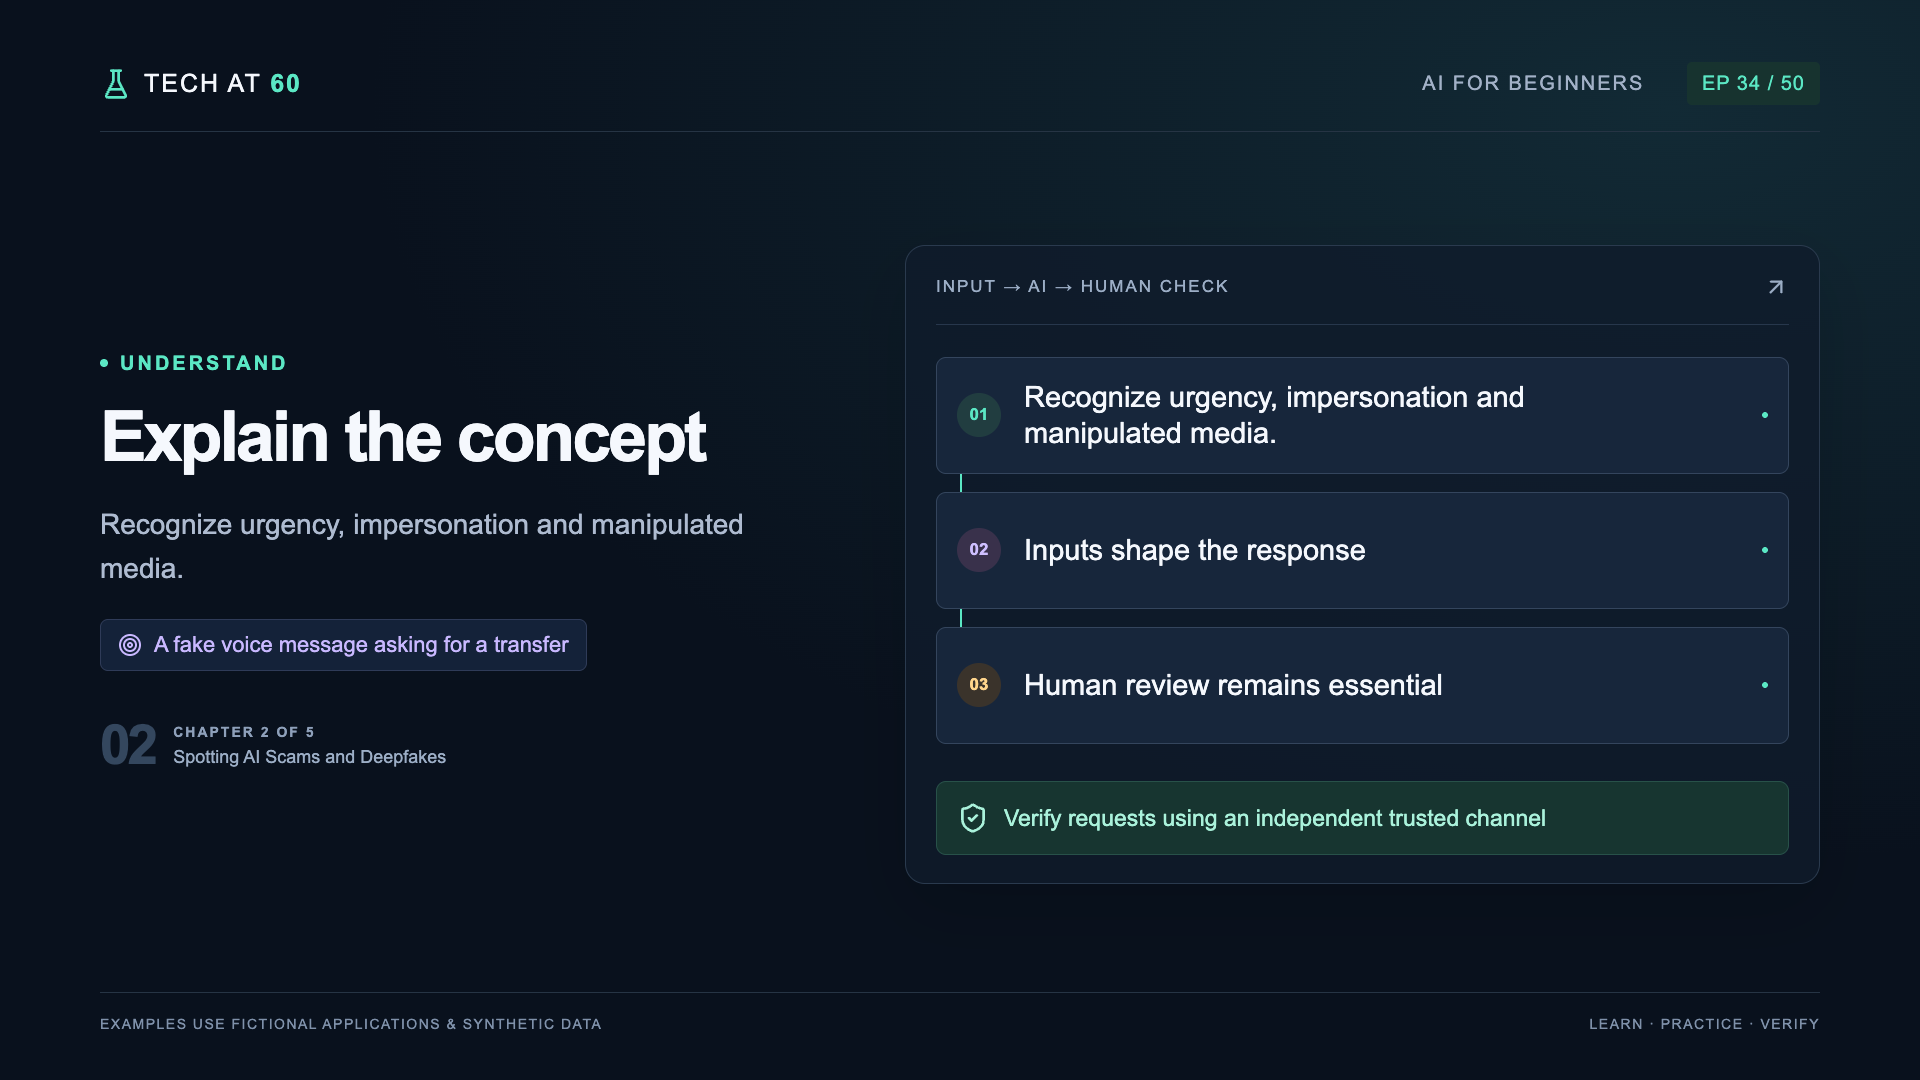 TECH AT 60
AI FOR BEGINNERS
EP 34 / 50
UNDERSTAND
Explain the concept
Recognize urgency, impersonation and manipulated
media.
A fake voice message asking for a transfer
02
CHAPTER 2 OF 5
Spotting AI Scams and Deepfakes
INPUT → AI → HUMAN CHECK
01
Recognize urgency, impersonation and
manipulated media.
02
Inputs shape the response
03
Human review remains essential
Verify requests using an independent trusted channel
EXAMPLES USE FICTIONAL APPLICATIONS & SYNTHETIC DATA
LEARN · PRACTICE · VERIFY